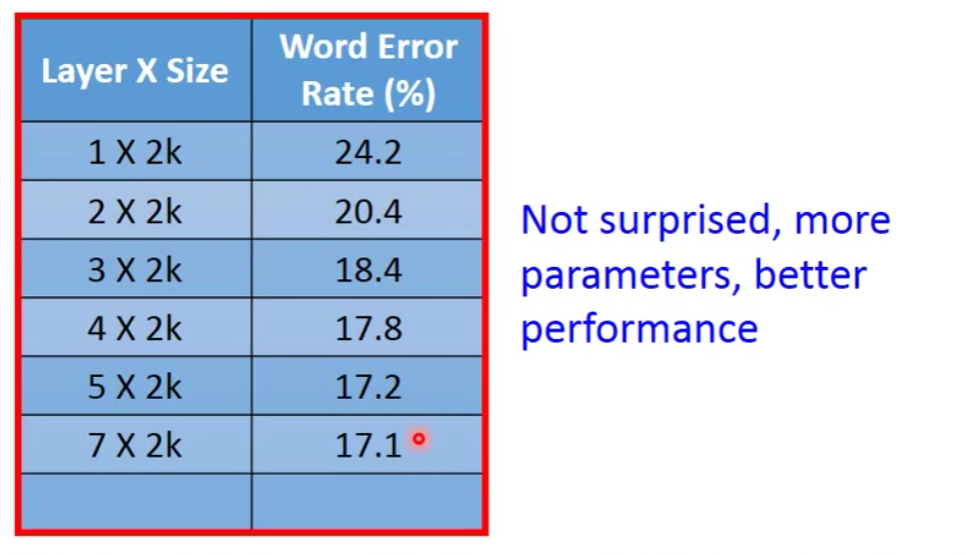 Layer X Size
Word Error
Rate (%)
1 X 2k
24.2
2 X 2k
20.4
3 X 2k
18.4
4 X 2k
17.8
5 X 2k
17.2
7 X 2k
17.1
Not surprised, more
parameters, better
performance